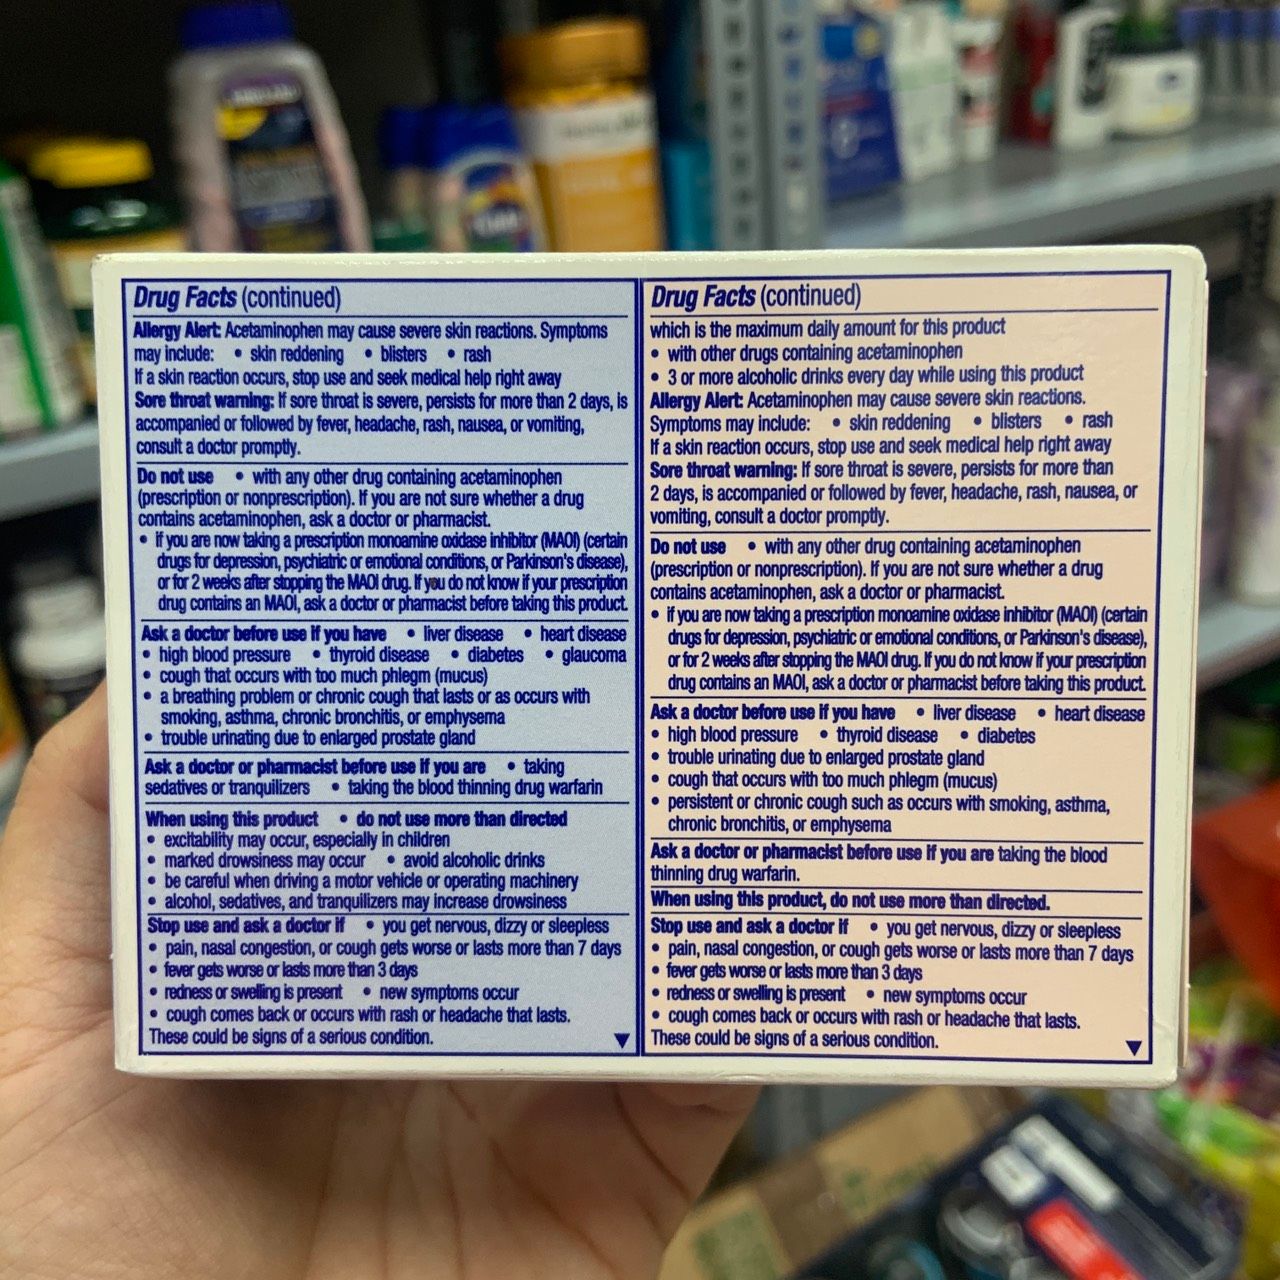 Drug Facts (continued)
Allergy Alert: Acetaminophen may cause severe skin reactions. Symptoms
may include: • skin reddening • blisters • rash
If a skin reaction occurs, stop use and seek medical help right away
Sore throat warning: If sore throat is severe, persists for more than 2 days, is
accompanied or followed by fever, headache, rash, nausea, or vomiting,
consult a doctor promptly.
Do not use • with any other drug containing acetaminophen
(prescription or nonprescription). If you are not sure whether a drug
contains acetaminophen, ask a doctor or pharmacist.
• if you are now taking a prescription monoamine oxidase inhibitor (MAOI) (certain
drugs for depression, psychiatric or emotional conditions, or Parkinson's disease),
or for 2 weeks after stopping the MAOI drug. If you do not know if your prescription
drug contains an MAOI, ask a doctor or pharmacist before taking this product.
Ask a doctor before use if you have • liver disease • heart disease
• high blood pressure • thyroid disease • diabetes • glaucoma
• cough that occurs with too much phlegm (mucus)
• a breathing problem or chronic cough that lasts or as occurs with
smoking, asthma, chronic bronchitis, or emphysema
• trouble urinating due to enlarged prostate gland
Ask a doctor or pharmacist before use if you are • taking
sedatives or tranquilizers • taking the blood thinning drug warfarin
When using this product • do not use more than directed
• excitability may occur, especially in children
• marked drowsiness may occur • avoid alcoholic drinks
• be careful when driving a motor vehicle or operating machinery
• alcohol, sedatives, and tranquilizers may increase drowsiness
Stop use and ask a doctor if • you get nervous, dizzy or sleepless
• pain, nasal congestion, or cough gets worse or lasts more than 7 days
• fever gets worse or lasts more than 3 days
• redness or swelling is present • new symptoms occur
• cough comes back or occurs with rash or headache that lasts.
These could be signs of a serious condition.
Drug Facts (continued)
which is the maximum daily amount for this product
• with other drugs containing acetaminophen
• 3 or more alcoholic drinks every day while using this product
Allergy Alert: Acetaminophen may cause severe skin reactions.
Symptoms may include: • skin reddening • blisters • rash
If a skin reaction occurs, stop use and seek medical help right away
Sore throat warning: If sore throat is severe, persists for more than
2 days, is accompanied or followed by fever, headache, rash, nausea, or
vomiting, consult a doctor promptly.
Do not use • with any other drug containing acetaminophen
(prescription or nonprescription). If you are not sure whether a drug
contains acetaminophen, ask a doctor or pharmacist.
• if you are now taking a prescription monoamine oxidase inhibitor (MAOI) (certain
drugs for depression, psychiatric or emotional conditions, or Parkinson's disease),
or for 2 weeks after stopping the MAOI drug. If you do not know if your prescription
drug contains an MAOI, ask a doctor or pharmacist before taking this product.
Ask a doctor before use if you have • liver disease • heart disease
• high blood pressure • thyroid disease • diabetes
• trouble urinating due to enlarged prostate gland
• cough that occurs with too much phlegm (mucus)
• persistent or chronic cough such as occurs with smoking, asthma,
chronic bronchitis, or emphysema
Ask a doctor or pharmacist before use if you are taking the blood
thinning drug warfarin.
When using this product, do not use more than directed.
Stop use and ask a doctor if • you get nervous, dizzy or sleepless
• pain, nasal congestion, or cough gets worse or lasts more than 7 days
• fever gets worse or lasts more than 3 days
• redness or swelling is present • new symptoms occur
• cough comes back or occurs with rash or headache that lasts.
These could be signs of a serious condition.